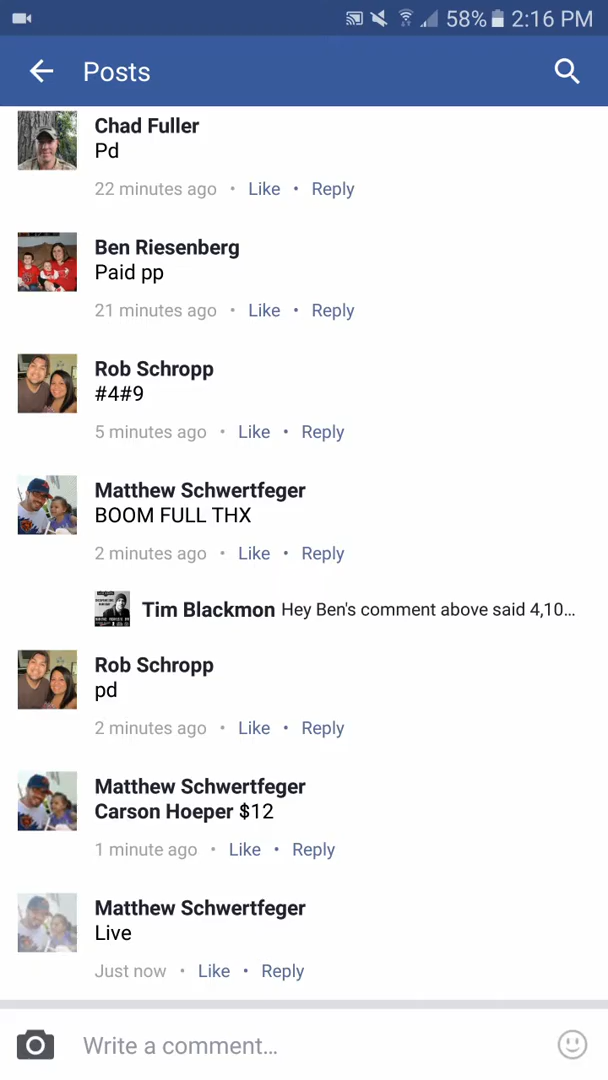 58% 2:16 PM
Posts
Chad Fuller
Pd
22 minutes ago • Like • Reply
Ben Riesenberg
Paid pp
21 minutes ago • Like • Reply
Rob Schropp
#4#9
5 minutes ago • Like • Reply
Matthew Schwertfeger
BOOM FULL THX
2 minutes ago • Like • Reply
Tim Blackmon Hey Ben's comment above said 4,10...
Rob Schropp
pd
2 minutes ago • Like • Reply
Matthew Schwertfeger
Carson Hoeper $12
1 minute ago • Like • Reply
Matthew Schwertfeger
Live
Just now • Like • Reply
Write a comment...